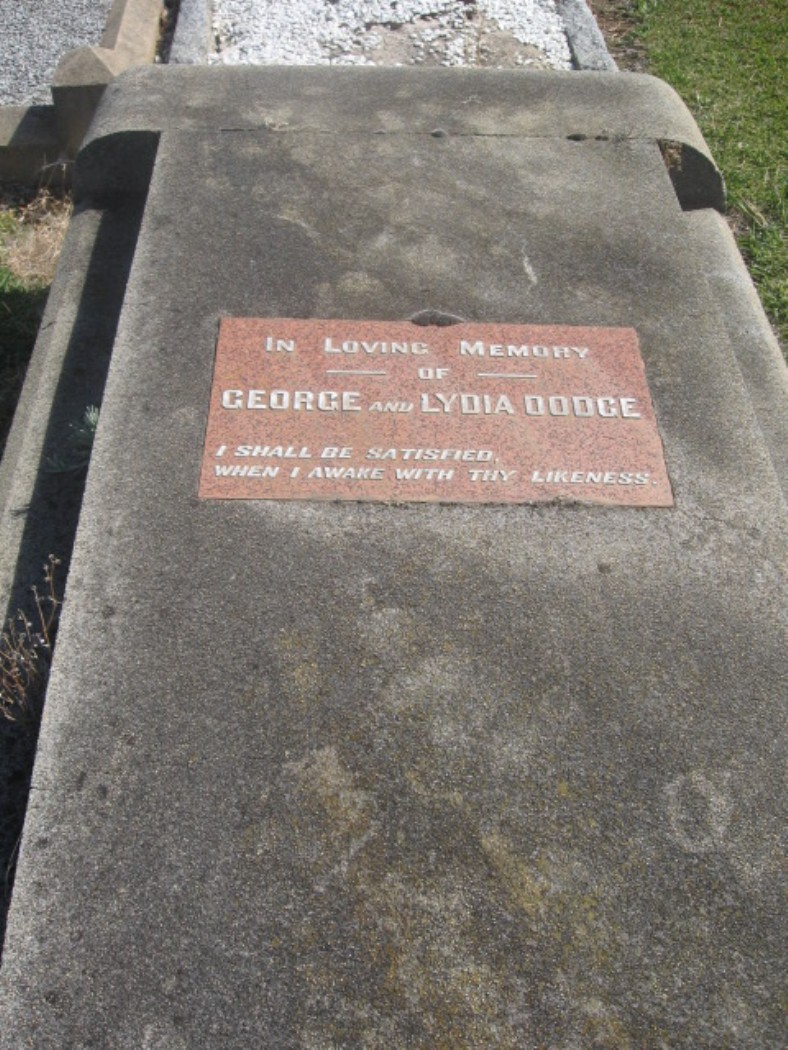 In Loving Memory
OF
GEORGE AND LYDIA DODGE
I SHALL BE SATISFIED,
WHEN I AWAKE WITH THY LIKENESS.